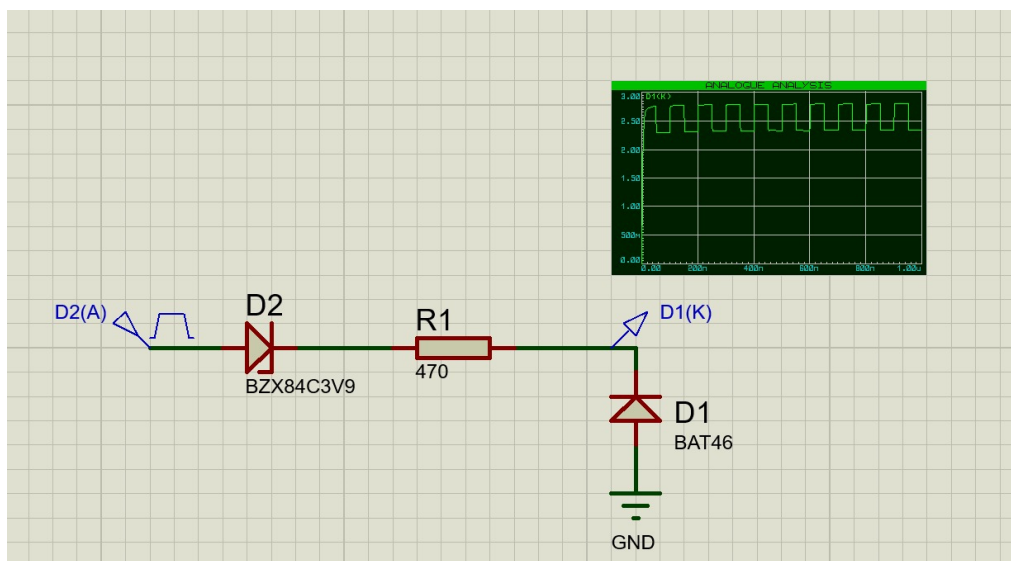 ANALOGUE ANALYSIS
D1(K)
3.00
2.50
2.00
1.50
1.00
500m
0.00
0.00 200n 400n 600n 800n 1.00u
D2(A)
D2
BZX84C3V9
R1
470
D1(K)
D1
BAT46
GND